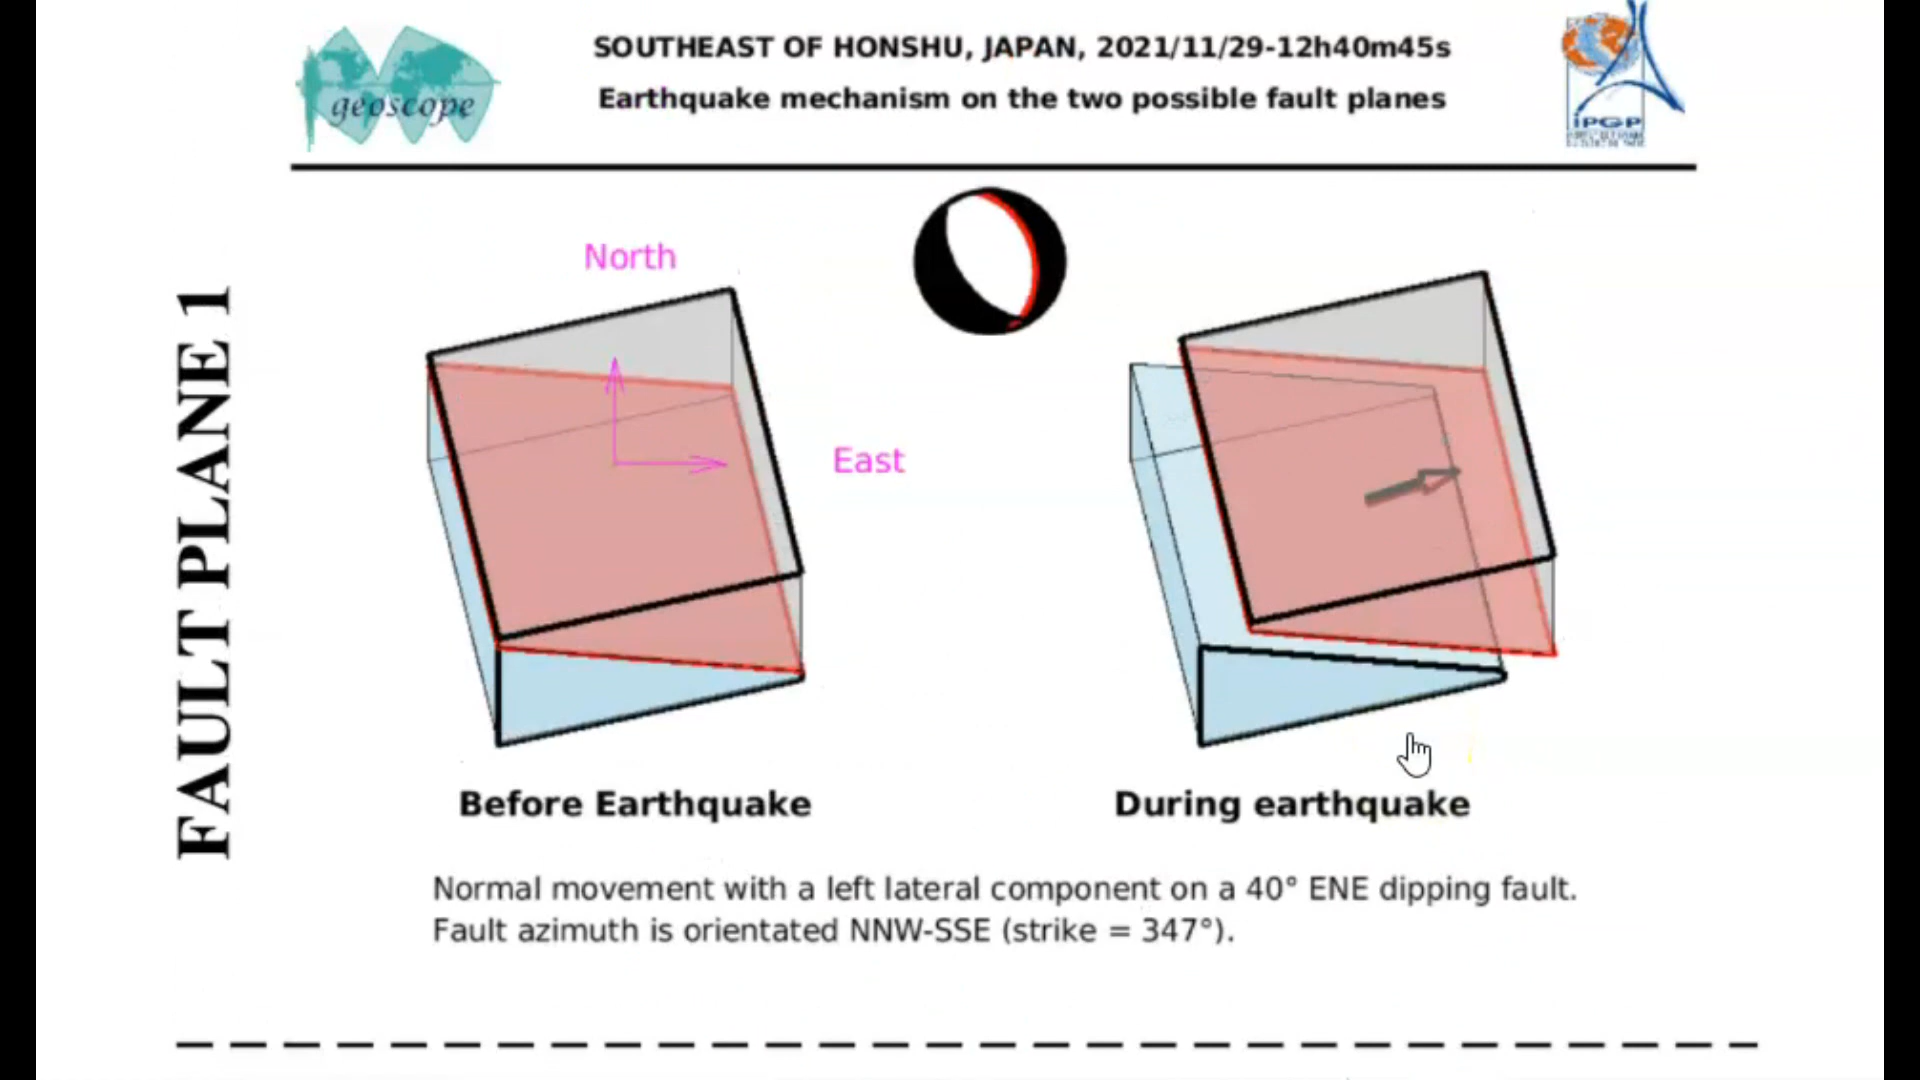 geoscope
SOUTHEAST OF HONSHU, JAPAN, 2021/11/29-12h40m45s
Earthquake mechanism on the two possible fault planes
iPGP
FAULT PLANE 1
North
East
Before Earthquake
During earthquake
Normal movement with a left lateral component on a 40° ENE dipping fault.
Fault azimuth is orientated NNW-SSE (strike = 347°).